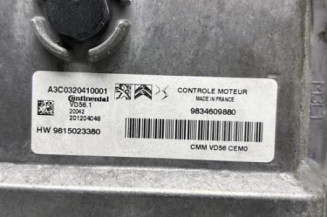 A3C0320410001
Continental
VD56.1
20042
201204046
HW 9815023380
CONTROLE MOTEUR
MADE IN FRANCE
9834609880
CMM VD56 CEM0